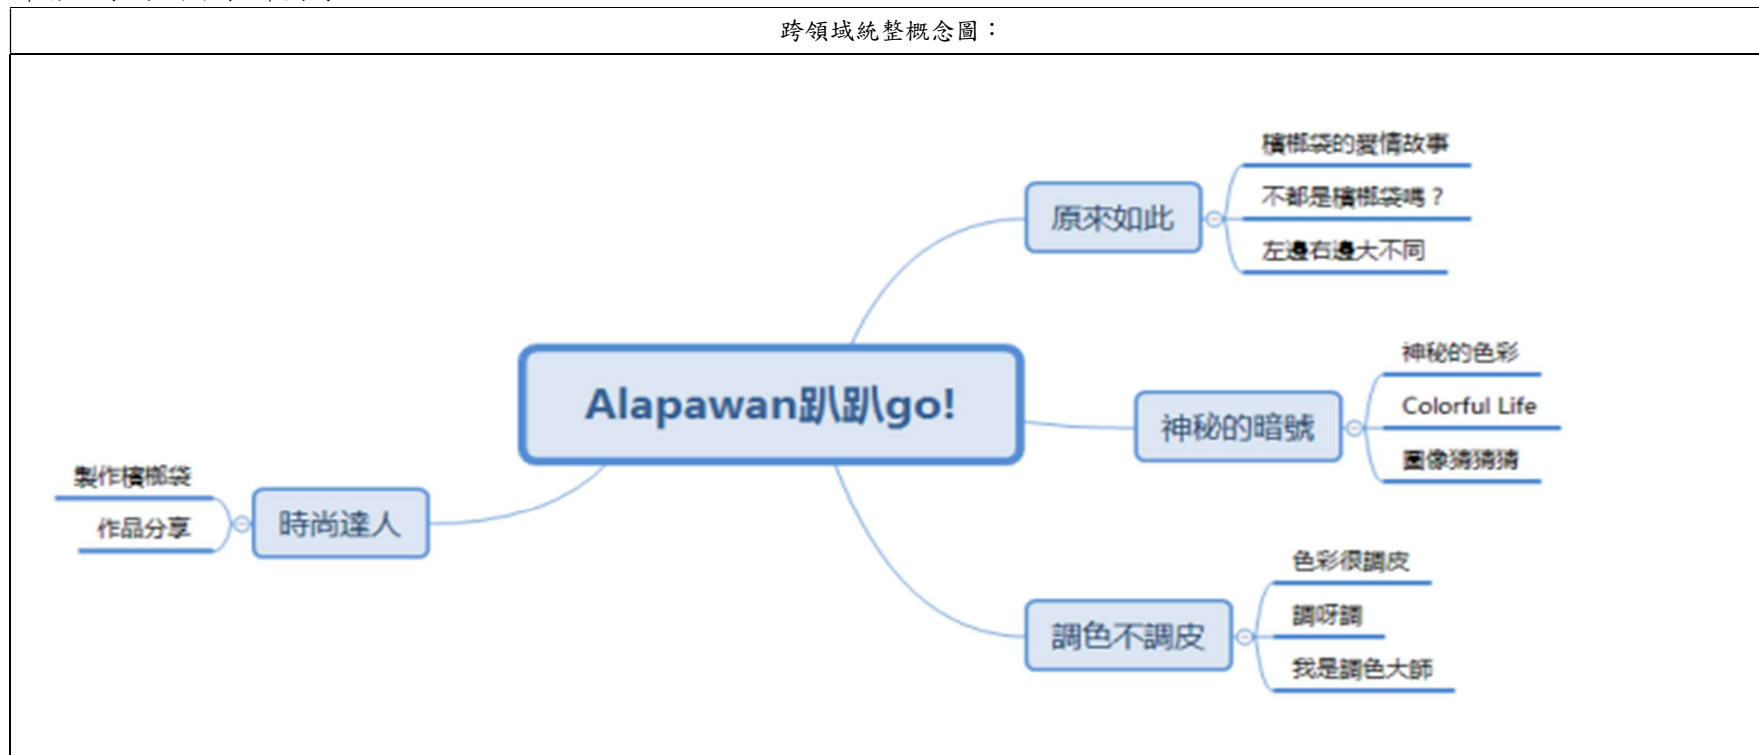 跨領域統整概念圖：
檳榔袋的愛情故事
原來如此
不都是檳榔袋嗎？
左邊右邊大不同
神秘的色彩
Alapawan趴趴go!
神秘的暗號
Colorful Life
圖像猜猜猜
製作檳榔袋
時尚達人
作品分享
色彩很調皮
調色不調皮
調呀調
我是調色大師